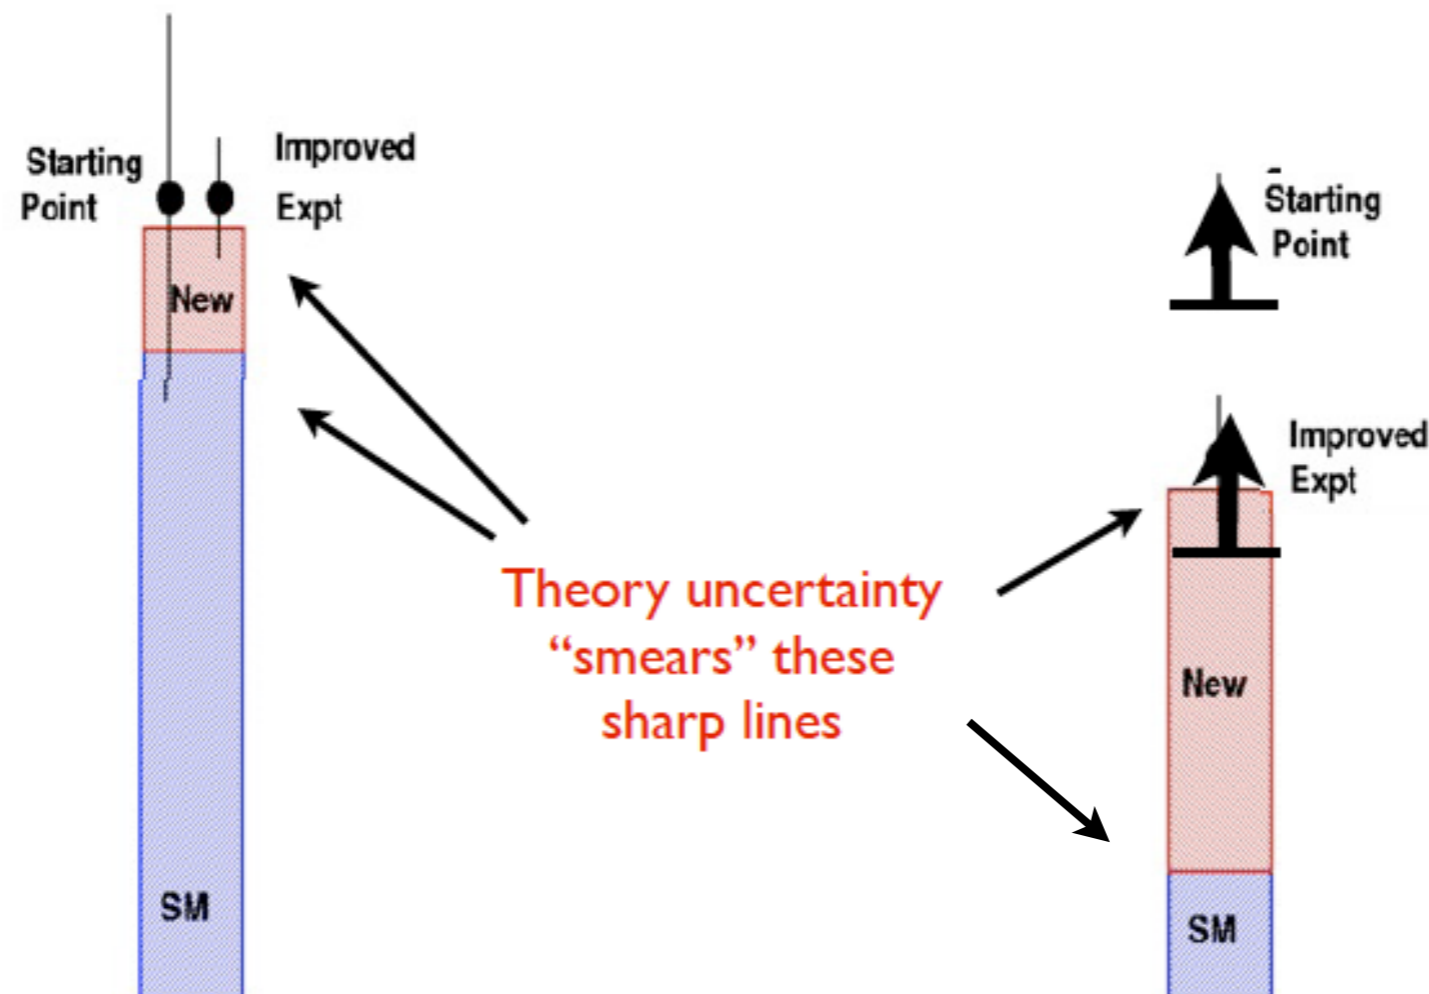 Starting
Point
Improved
Expt
New
SM
Theory uncertainty
“smears” these
sharp lines
Starting
Point
Improved
Expt
New
SM